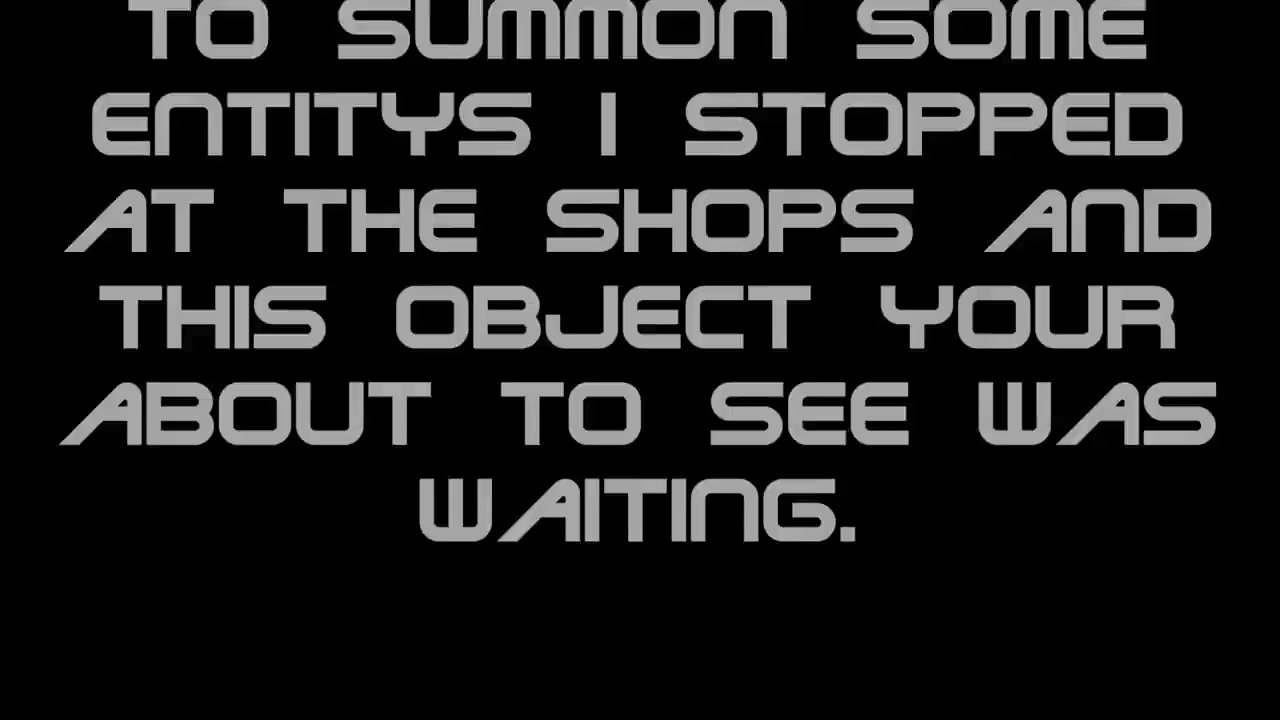 TO SUMMON SOME
ENTITYS I STOPPED
AT THE SHOPS AND
THIS OBJECT YOUR
ABOUT TO SEE WAS
WAITING.